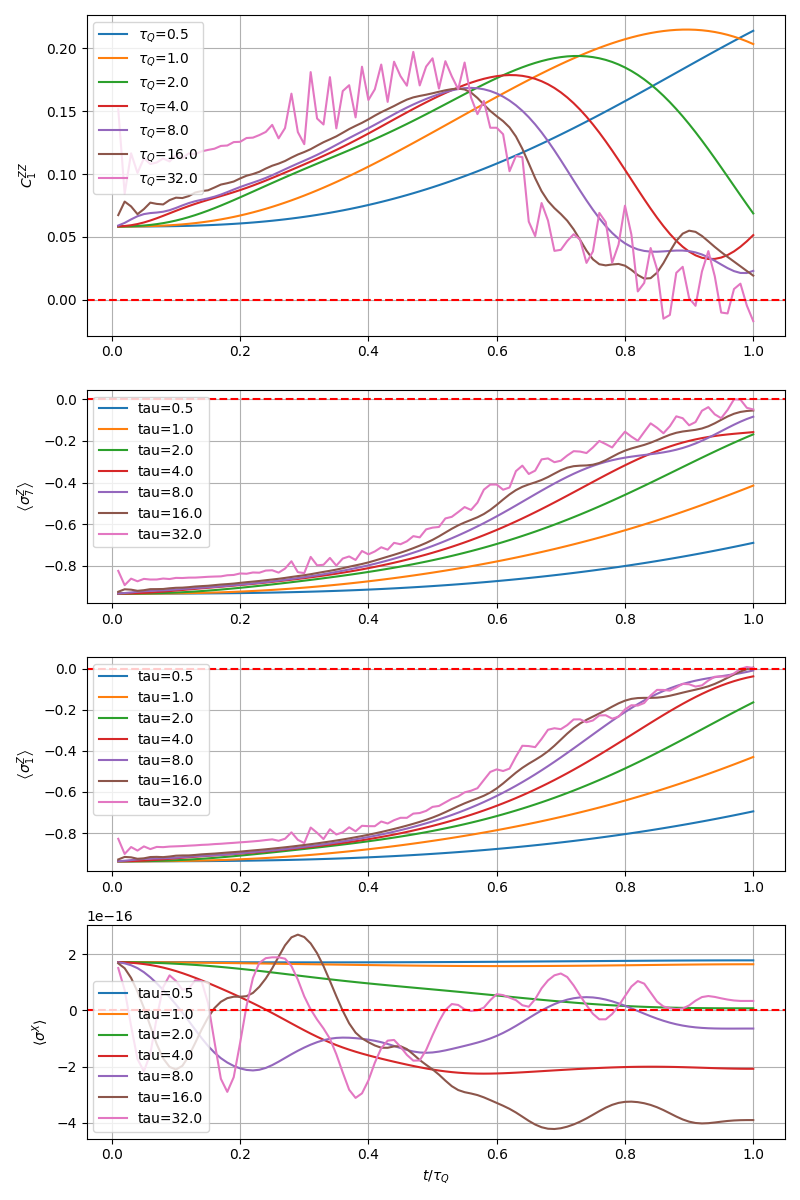 0.20
0.15
0.10
0.05
0.00
C₁ᶻᶻ
τ_Q=0.5
τ_Q=1.0
τ_Q=2.0
τ_Q=4.0
τ_Q=8.0
τ_Q=16.0
τ_Q=32.0
0.0 0.2 0.4 0.6 0.8 1.0
0.0
−0.2
−0.4
−0.6
−0.8
⟨σ₇ᶻ⟩
tau=0.5
tau=1.0
tau=2.0
tau=4.0
tau=8.0
tau=16.0
tau=32.0
0.0 0.2 0.4 0.6 0.8 1.0
0.0
−0.2
−0.4
−0.6
−0.8
⟨σ₁ᶻ⟩
tau=0.5
tau=1.0
tau=2.0
tau=4.0
tau=8.0
tau=16.0
tau=32.0
0.0 0.2 0.4 0.6 0.8 1.0
1e−16
2
0
−2
−4
⟨σˣ⟩
tau=0.5
tau=1.0
tau=2.0
tau=4.0
tau=8.0
tau=16.0
tau=32.0
0.0 0.2 0.4 0.6 0.8 1.0
t/τ_Q